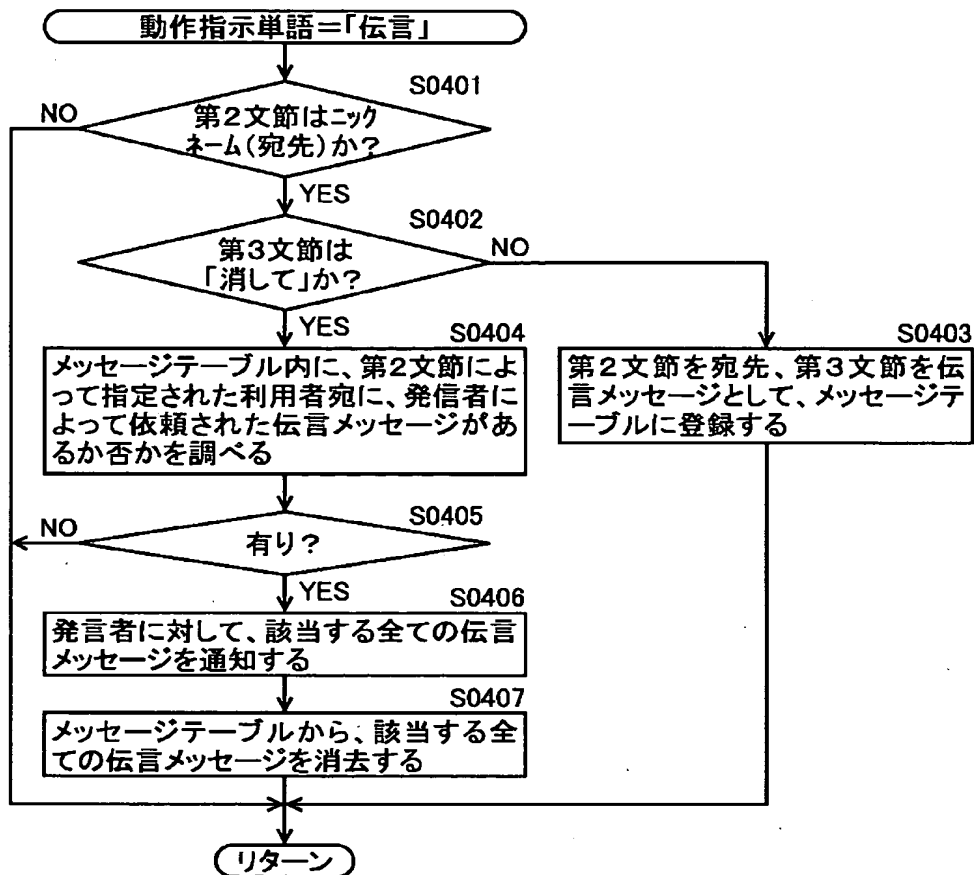 動作指示単語=「伝言」
S0401
NO
第2文節はニック
ネーム(宛先)か?
YES
S0402
第3文節は
「消して」か?
NO
YES
S0404
メッセージテーブル内に、第2文節によ
って指定された利用者宛に、発信者に
よって依頼された伝言メッセージがあ
るか否かを調べる
S0403
第2文節を宛先、第3文節を伝
言メッセージとして、メッセージテ
ーブルに登録する
S0405
NO
有り?
YES
S0406
発言者に対して、該当する全ての伝言
メッセージを通知する
S0407
メッセージテーブルから、該当する全
ての伝言メッセージを消去する
リターン